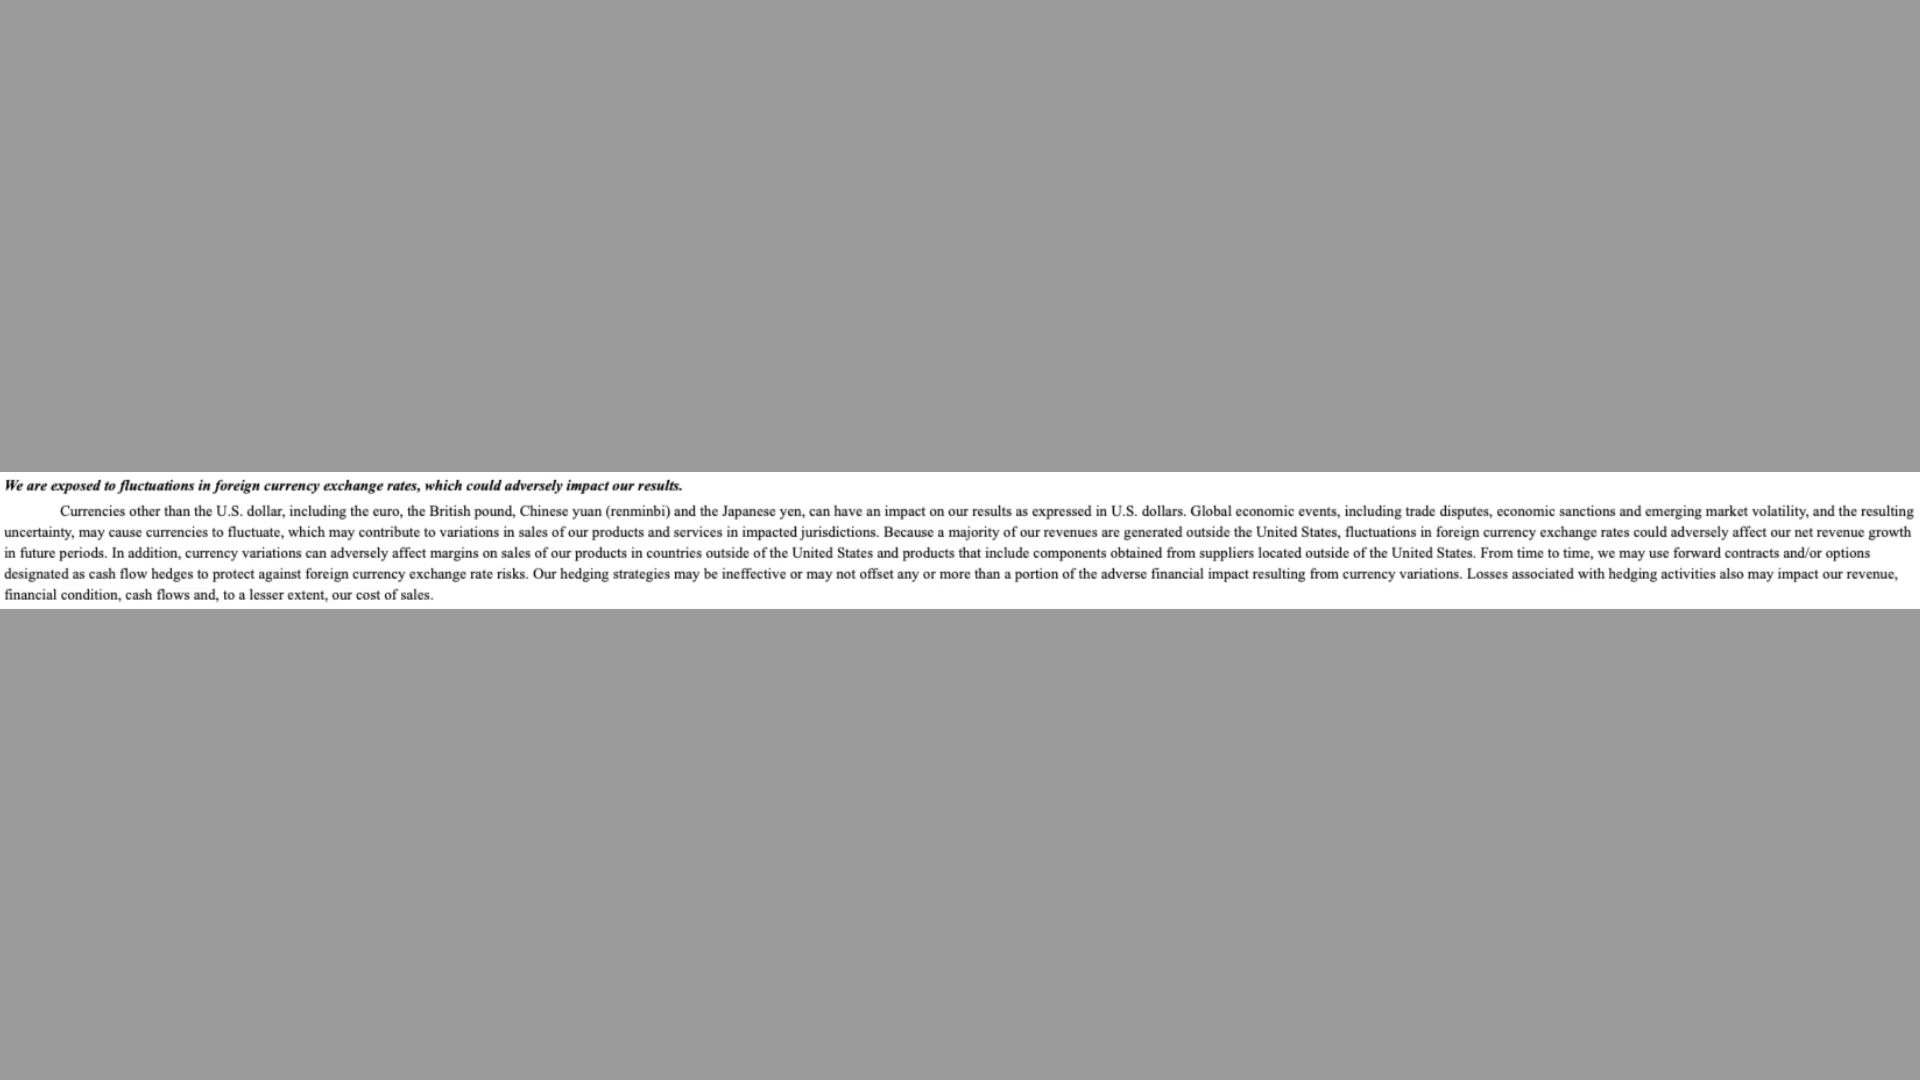 We are exposed to fluctuations in foreign currency exchange rates, which could adversely impact our results.
Currencies other than the U.S. dollar, including the euro, the British pound, Chinese yuan (renminbi) and the Japanese yen, can have an impact on our results as expressed in U.S. dollars. Global economic events, including trade disputes, economic sanctions and emerging market volatility, and the resulting
uncertainty, may cause currencies to fluctuate, which may contribute to variations in sales of our products and services in impacted jurisdictions. Because a majority of our revenues are generated outside the United States, fluctuations in foreign currency exchange rates could adversely affect our net revenue growth
in future periods. In addition, currency variations can adversely affect margins on sales of our products in countries outside of the United States and products that include components obtained from suppliers located outside of the United States. From time to time, we may use forward contracts and/or options
designated as cash flow hedges to protect against foreign currency exchange rate risks. Our hedging strategies may be ineffective or may not offset any or more than a portion of the adverse financial impact resulting from currency variations. Losses associated with hedging activities also may impact our revenue,
financial condition, cash flows and, to a lesser extent, our cost of sales.